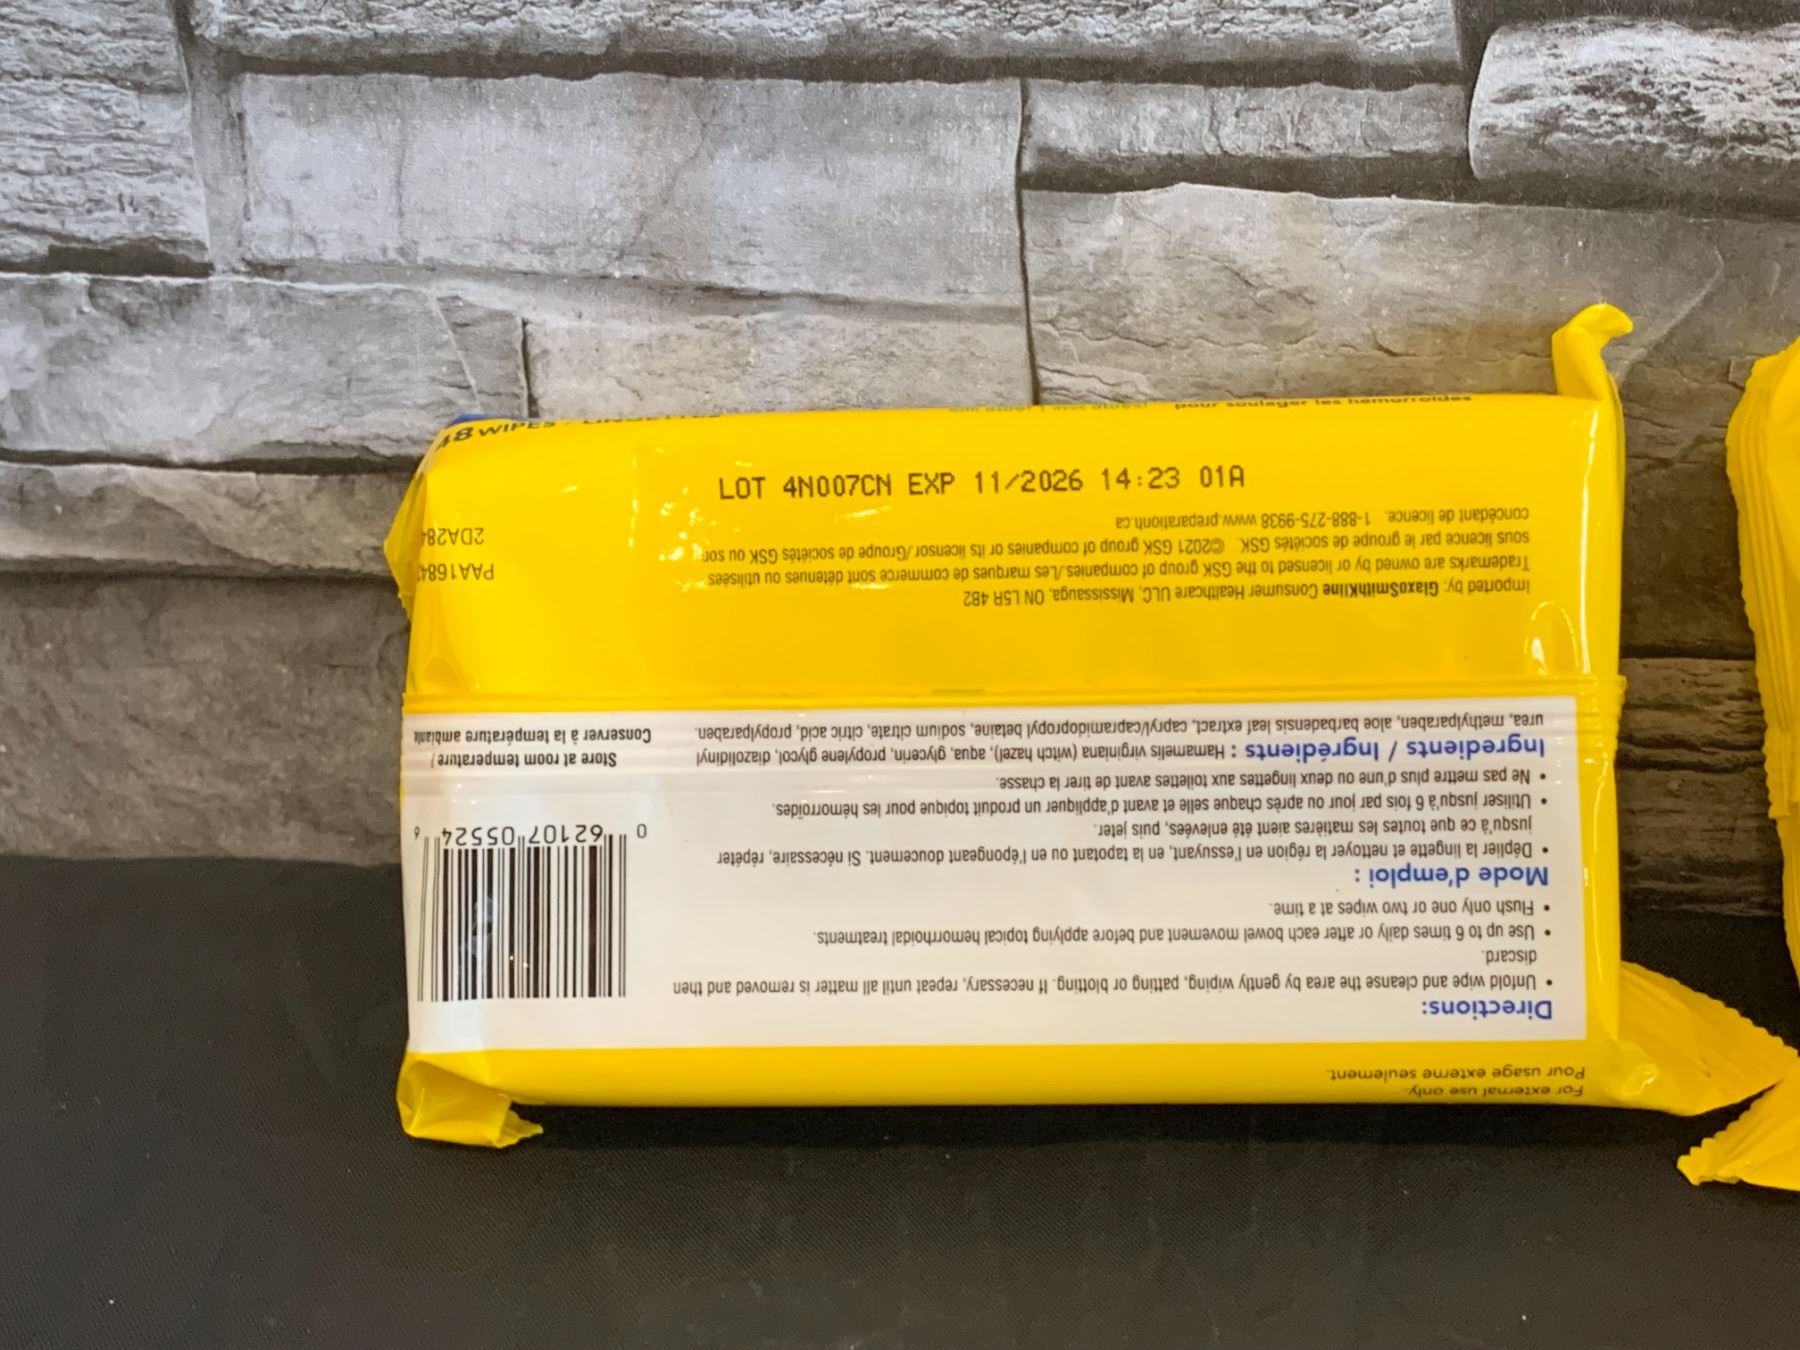 For external use only.
Pour usage externe seulement.
Directions:
• Unfold wipe and cleanse the area by gently wiping, patting or blotting. If necessary, repeat until all matter is removed and then
discard.
• Use up to 6 times daily or after each bowel movement and before applying topical hemorrhoidal treatments.
• Flush only one or two wipes at a time.
Mode d'emploi :
• Déplier la lingette et nettoyer la région en l'essuyant, en la tapotant ou en l'épongeant doucement. Si nécessaire, répéter
jusqu'à ce que toutes les matières aient été enlevées, puis jeter.
• Utiliser jusqu'à 6 fois par jour ou après chaque selle et avant d'appliquer un produit topique pour les hémorroïdes.
• Ne pas mettre plus d'une ou deux lingettes aux toilettes avant de tirer la chasse.
Ingredients / Ingrédients : Hamamelis virginiana (witch hazel), aqua, glycerin, propylene glycol, diazolidinyl
urea, methylparaben, aloe barbadensis leaf extract, capryl/capramidopropyl betaine, sodium citrate, citric acid, propylparaben.
0 62107 05524 6
Store at room temperature /
Conserver à la température ambiante
Imported by: GlaxoSmithKline Consumer Healthcare ULC, Mississauga, ON L5R 4B2
Trademarks are owned by or licensed to the GSK group of companies./Les marques de commerce sont détenues ou utilisées
sous licence par le groupe de sociétés GSK. ©2021 GSK group of companies or its licensor/Groupe de sociétés GSK ou son
concédant de licence. 1-888-275-9938 www.preparationh.ca
PAA1684
2DA284
LOT 4N007CN EXP 11/2026 14:23 01A
48 WIPES
pour soulager les hémorroïdes